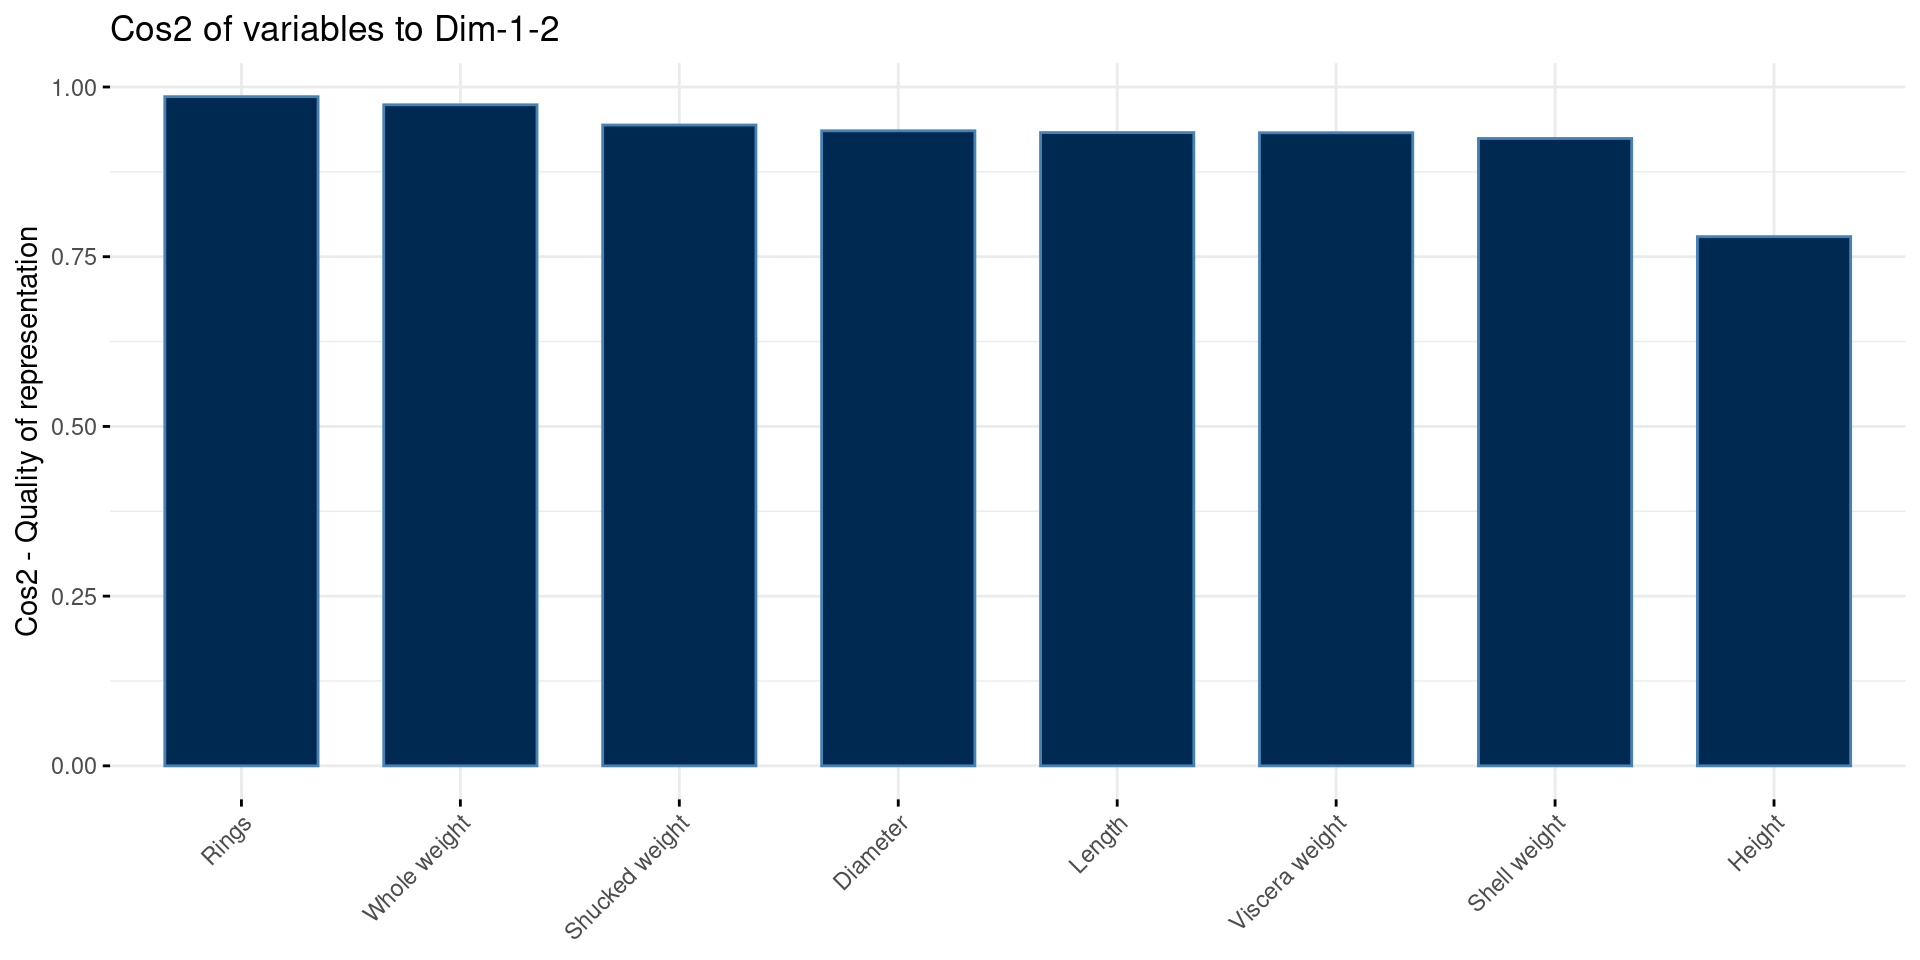 Cos2 of variables to Dim-1-2
Cos2 - Quality of representation
1.00
0.75
0.50
0.25
0.00
Rings
Whole weight
Shucked weight
Diameter
Length
Viscera weight
Shell weight
Height